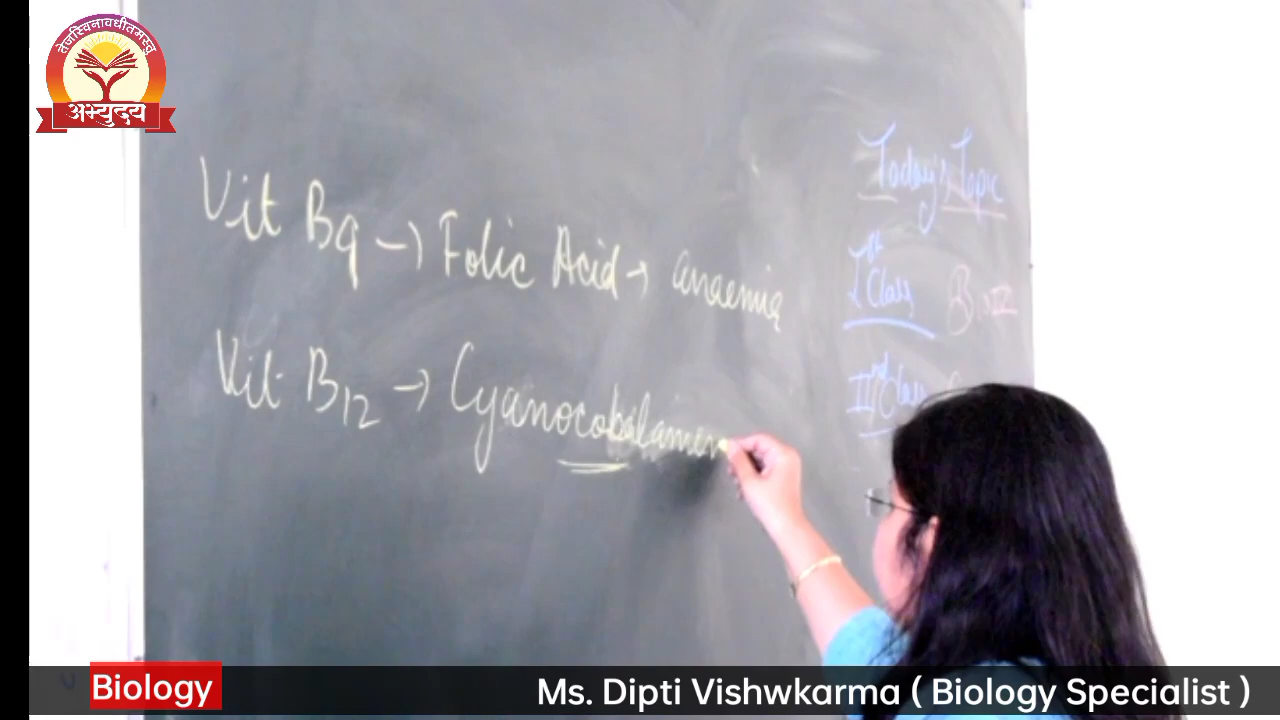 तेजस्विनावधीतमस्तु
अभ्युदय
Vit B9 → Folic Acid → anaemia
Vit B12 → Cyanocobalamin
Today's Topic
Ist Class
IInd Class
Biology
Ms. Dipti Vishwkarma ( Biology Specialist )